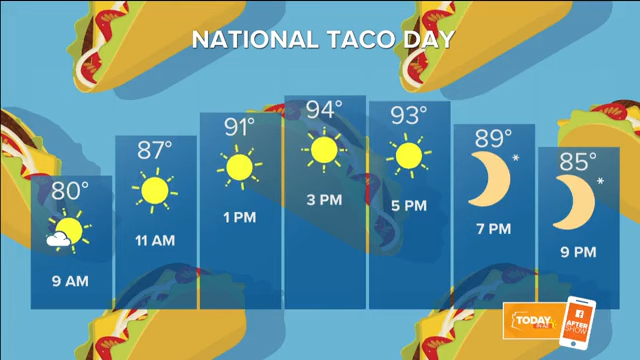 NATIONAL TACO DAY
80°
9 AM
87°
11 AM
91°
1 PM
94°
3 PM
93°
5 PM
89°
7 PM
85°
9 PM
TODAY
AFTER
SHOW